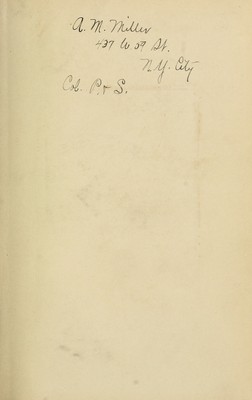 A. M. Miller
437 W. 59 St.
N. Y. City
Col. P. & S.